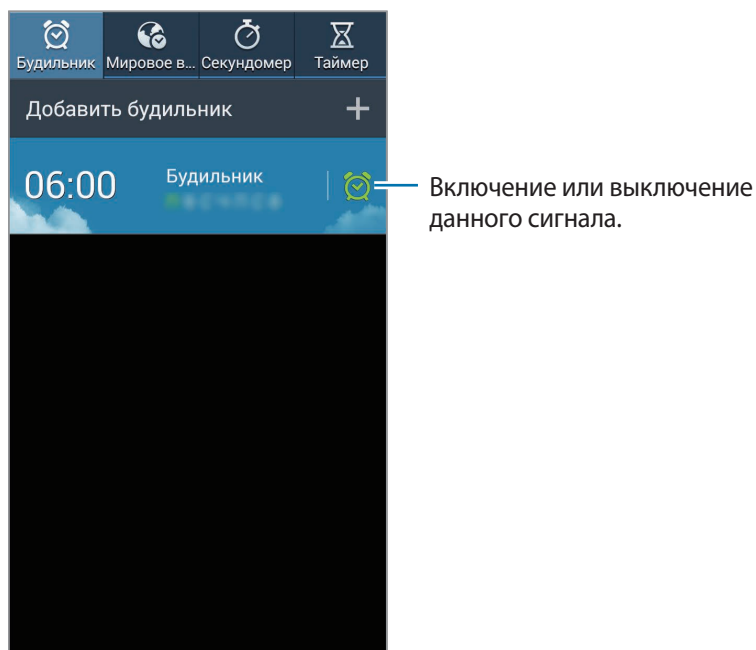 Будильник Мировое в... Секундомер Таймер
Добавить будильник
06:00 Будильник
Включение или выключение
данного сигнала.